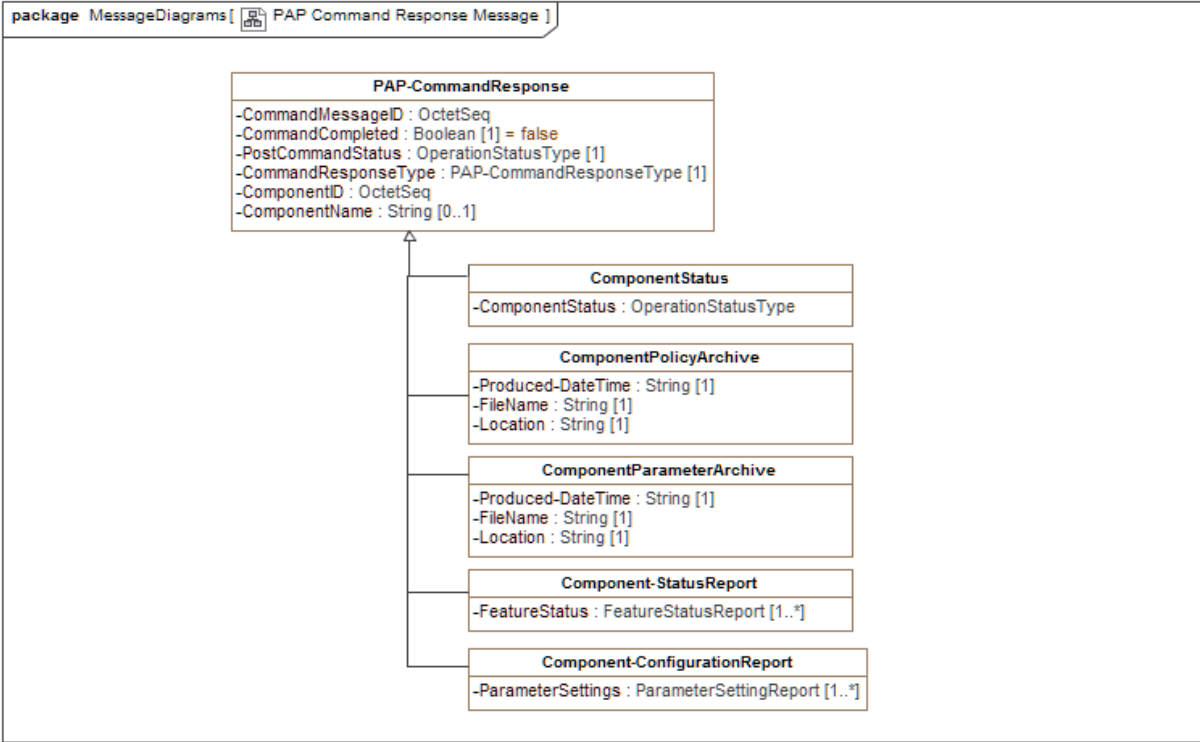 package MessageDiagrams[ PAP Command Response Message ]
PAP-CommandResponse
-CommandMessageID : OctetSeq
-CommandCompleted : Boolean [1] = false
-PostCommandStatus : OperationStatusType [1]
-CommandResponseType : PAP-CommandResponseType [1]
-ComponentID : OctetSeq
-ComponentName : String [0..1]
ComponentStatus
-ComponentStatus : OperationStatusType
ComponentPolicyArchive
-Produced-DateTime : String [1]
-FileName : String [1]
-Location : String [1]
ComponentParameterArchive
-Produced-DateTime : String [1]
-FileName : String [1]
-Location : String [1]
Component-StatusReport
-FeatureStatus : FeatureStatusReport [1..*]
Component-ConfigurationReport
-ParameterSettings : ParameterSettingReport [1..*]